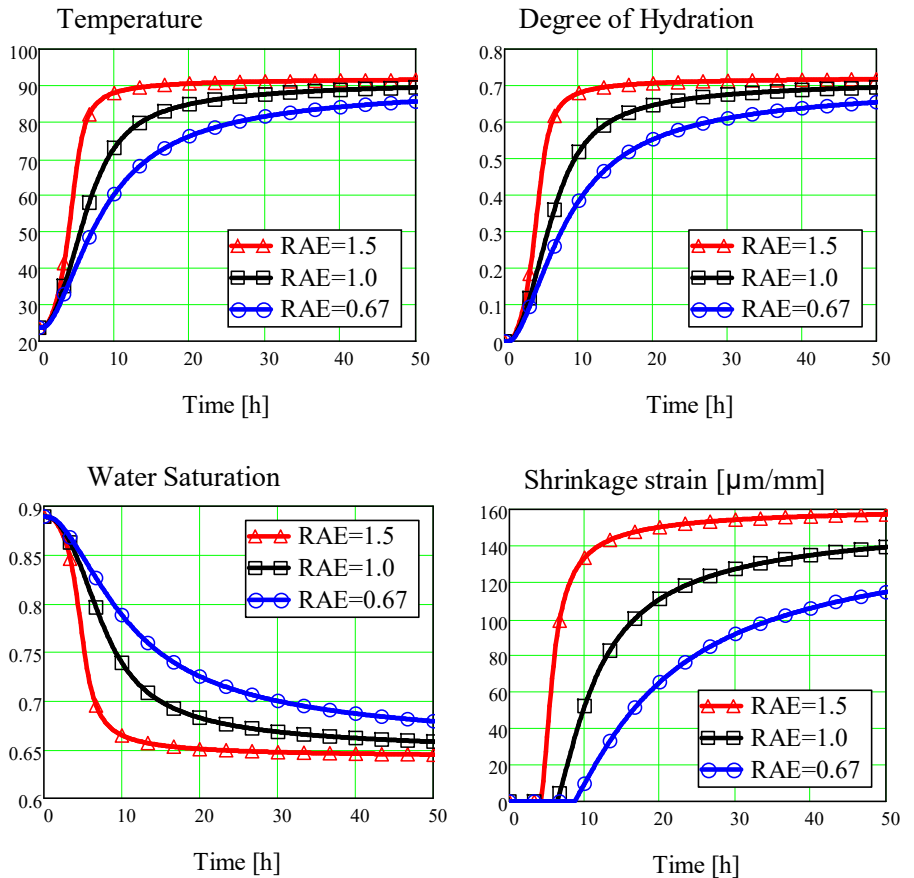 Temperature
100
90
80
70
60
50
40
30
20
0 10 20 30 40 50
RAE=1.5
RAE=1.0
RAE=0.67
Time [h]
Degree of Hydration
0.8
0.7
0.6
0.5
0.4
0.3
0.2
0.1
0
0 10 20 30 40 50
RAE=1.5
RAE=1.0
RAE=0.67
Time [h]
Water Saturation
0.9
0.85
0.8
0.75
0.7
0.65
0.6
0 10 20 30 40 50
RAE=1.5
RAE=1.0
RAE=0.67
Time [h]
Shrinkage strain [μm/mm]
160
140
120
100
80
60
40
20
0
0 10 20 30 40 50
RAE=1.5
RAE=1.0
RAE=0.67
Time [h]